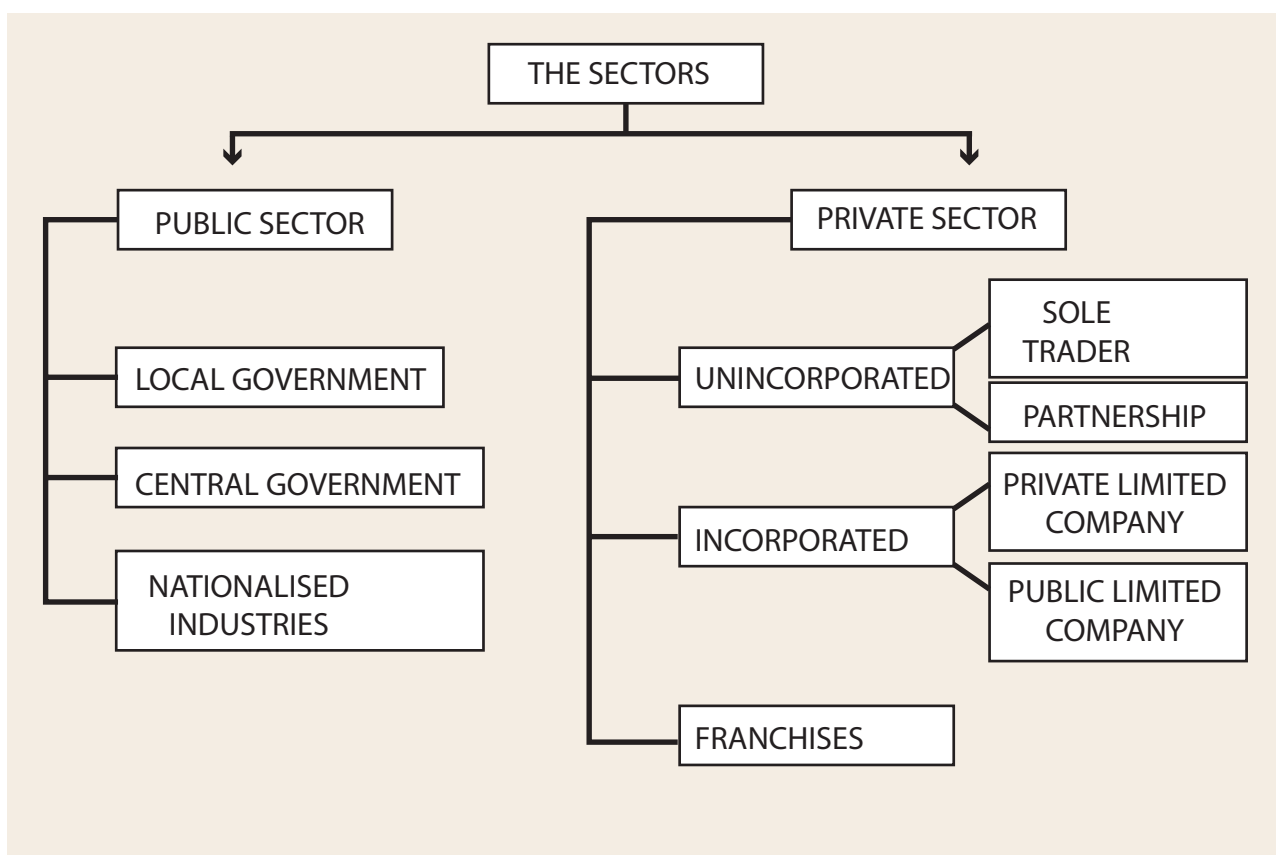 THE SECTORS
PUBLIC SECTOR
LOCAL GOVERNMENT
CENTRAL GOVERNMENT
NATIONALISED
INDUSTRIES
PRIVATE SECTOR
UNINCORPORATED
SOLE
TRADER
PARTNERSHIP
INCORPORATED
PRIVATE LIMITED
COMPANY
PUBLIC LIMITED
COMPANY
FRANCHISES